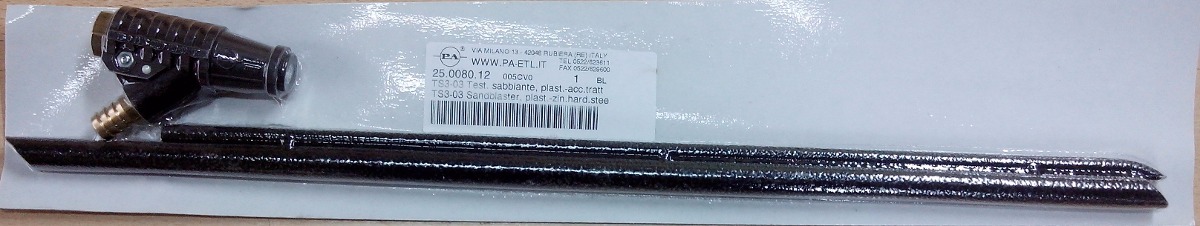 PA ®
VIA MILANO 13 - 42048 RUBIERA (RE) ITALY
WWW.PA-ETL.IT
TEL 0522/623611
FAX 0522/626600
25.0080.12 005CV0 1 BL
TS3-03 Test. sabbiante, plast.-acc.tratt
TS3-03 Sandblaster, plast.-zin.hard.stee